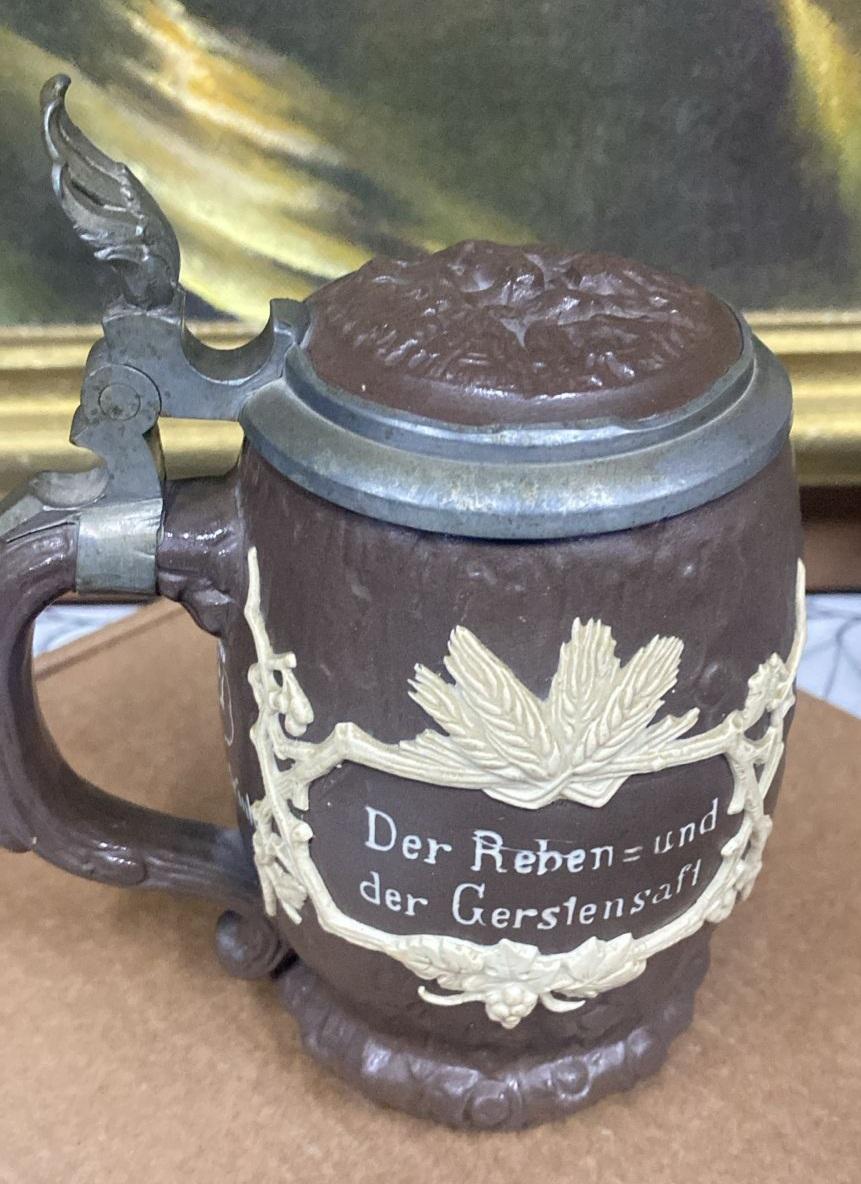 Der Reben=und
der Gerstensaft